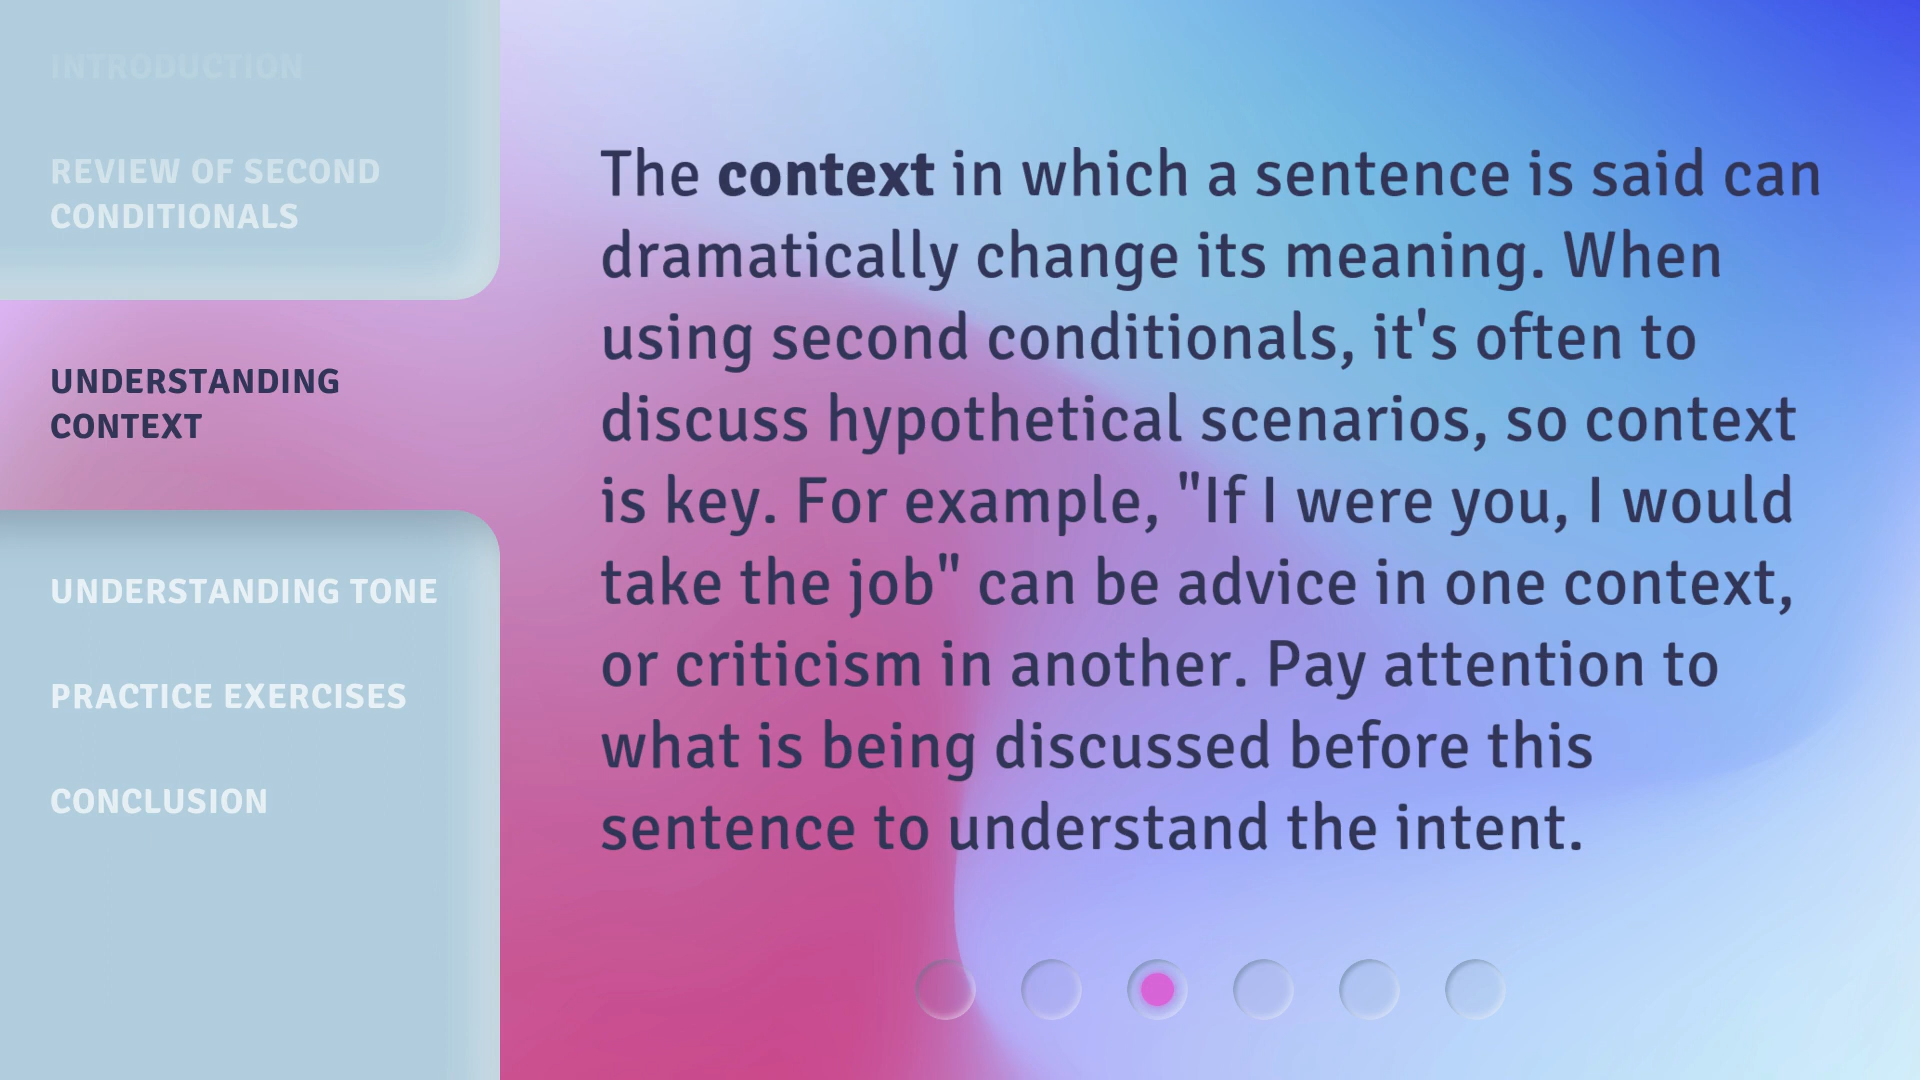 INTRODUCTION
REVIEW OF SECOND
CONDITIONALS
UNDERSTANDING
CONTEXT
UNDERSTANDING TONE
PRACTICE EXERCISES
CONCLUSION
The context in which a sentence is said can
dramatically change its meaning. When
using second conditionals, it's often to
discuss hypothetical scenarios, so context
is key. For example, "If I were you, I would
take the job" can be advice in one context,
or criticism in another. Pay attention to
what is being discussed before this
sentence to understand the intent.